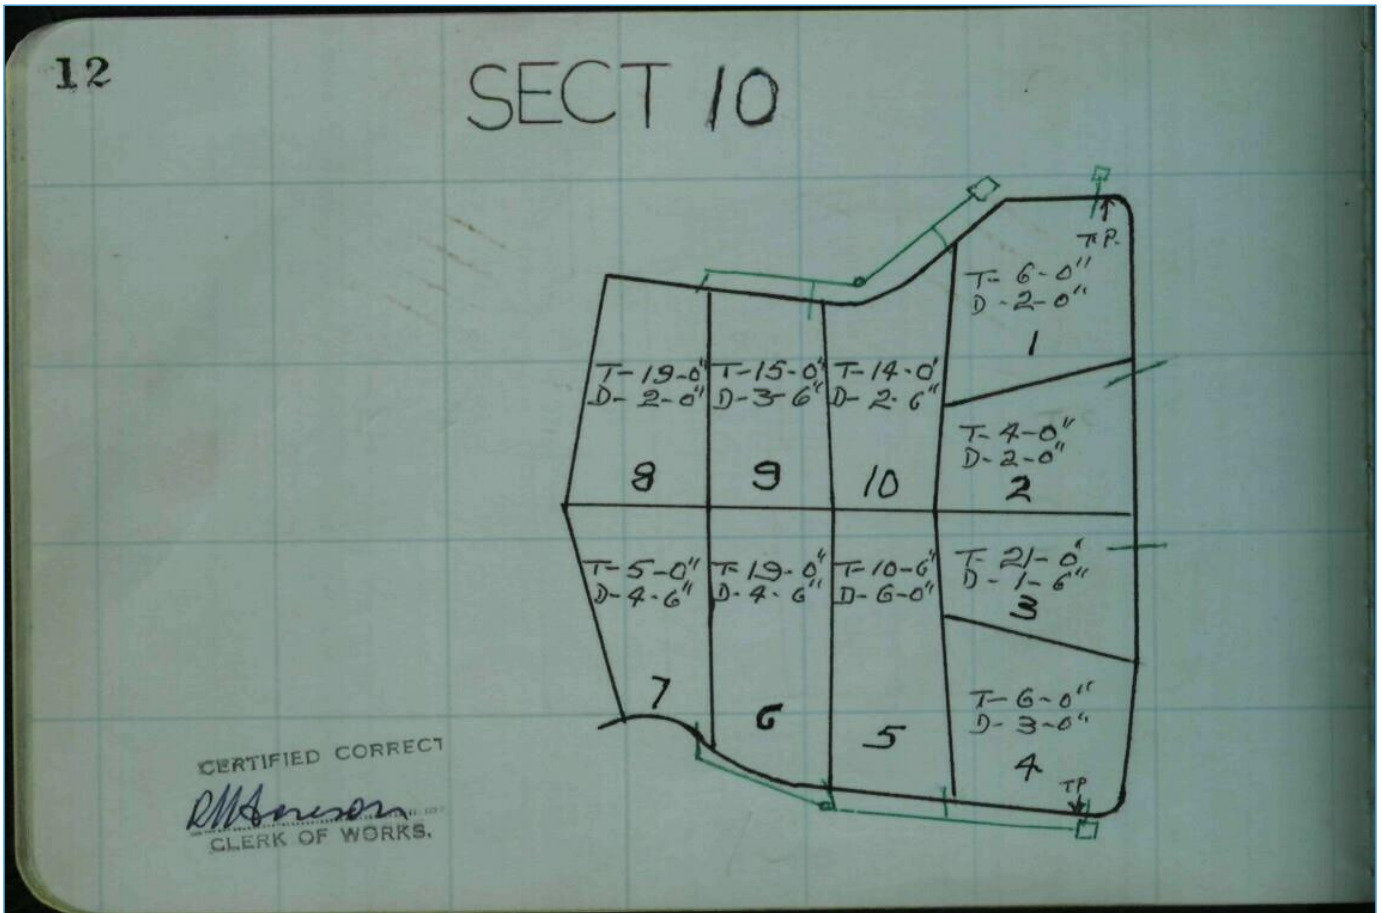 12
SECT 10
T.P.
T- 6-0"
D-2-0"
1
T-19-0"
D-2-0"
8
T-15-0"
D-3-6"
9
T-14-0'
D-2-6"
10
T-4-0"
D-2-0"
2
T-5-0"
D-4-6"
7
T-19-0"
D-4-6"
6
T-10-6"
D-6-0"
5
T-21-0"
D-1-6"
3
T-6-0"
D-3-0"
4
TP
CERTIFIED CORRECT
CLERK OF WORKS.